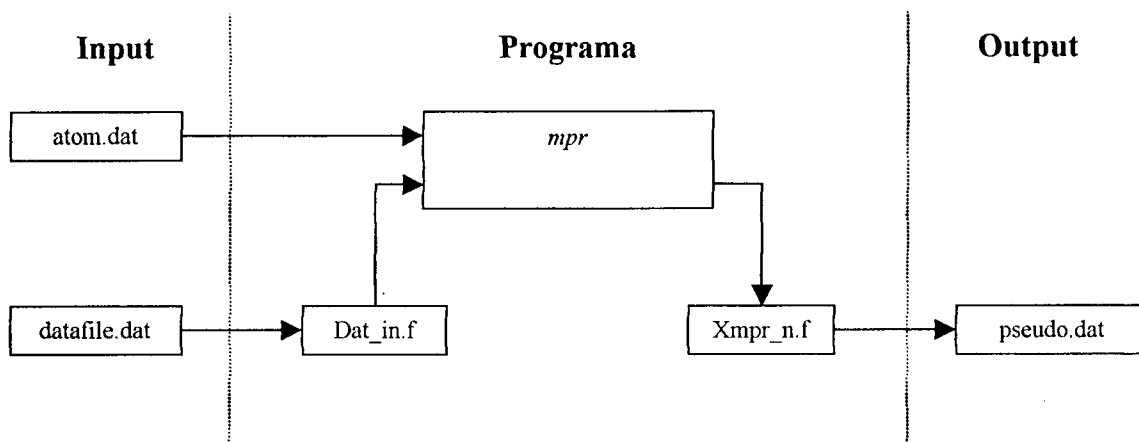 Input
Programa
Output
atom.dat
mpr
datafile.dat
Dat_in.f
Xmpr_n.f
pseudo.dat